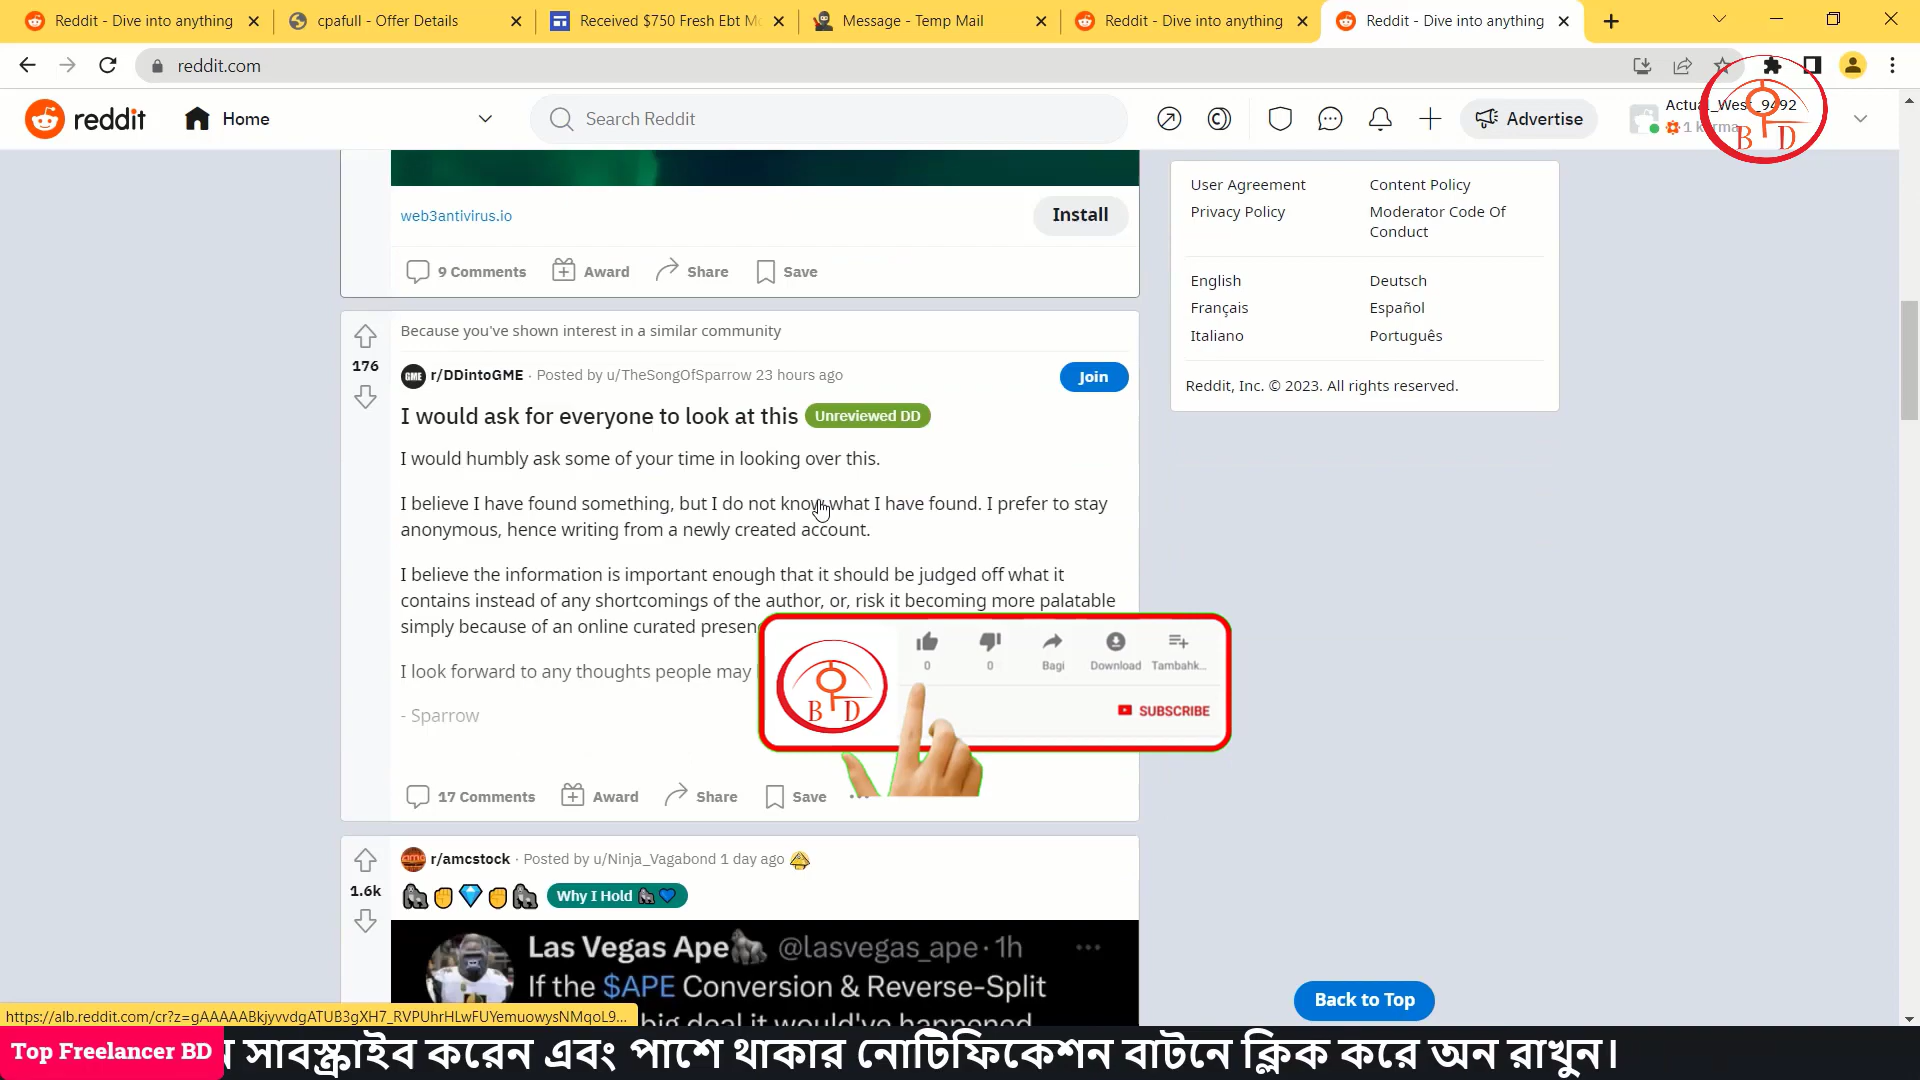 Reddit - Dive into anything
cpafull - Offer Details
Received $750 Fresh Ebt Mo
Message - Temp Mail
Reddit - Dive into anything
Reddit - Dive into anything
reddit.com
reddit
Home
Search Reddit
Advertise
Actual_West_9492
1 karma
B D
web3antivirus.io
Install
9 Comments
Award
Share
Save
User Agreement
Content Policy
Privacy Policy
Moderator Code Of
Conduct
English
Deutsch
Français
Español
Italiano
Português
Reddit, Inc. © 2023. All rights reserved.
Because you've shown interest in a similar community
176
GME
r/DDintoGME · Posted by u/TheSongOfSparrow 23 hours ago
Join
I would ask for everyone to look at this
Unreviewed DD
I would humbly ask some of your time in looking over this.
I believe I have found something, but I do not know what I have found. I prefer to stay
anonymous, hence writing from a newly created account.
I believe the information is important enough that it should be judged off what it
contains instead of any shortcomings of the author, or, risk it becoming more palatable
simply because of an online curated presen
I look forward to any thoughts people may
- Sparrow
0
0
Bagi
Download
Tambahk...
B D
SUBSCRIBE
17 Comments
Award
Share
Save
1.6k
r/amcstock · Posted by u/Ninja_Vagabond 1 day ago
🦍✊💎✊🦍
Why I Hold 🦍💙
Las Vegas Ape🦍 @lasvegas_ape · 1h
If the $APE Conversion & Reverse-Split
big deal it would've happened
Back to Top
Top Freelancer BD
সাবস্ক্রাইব করেন এবং পাশে থাকার নোটিফিকেশন বাটনে ক্লিক করে অন রাখুন।